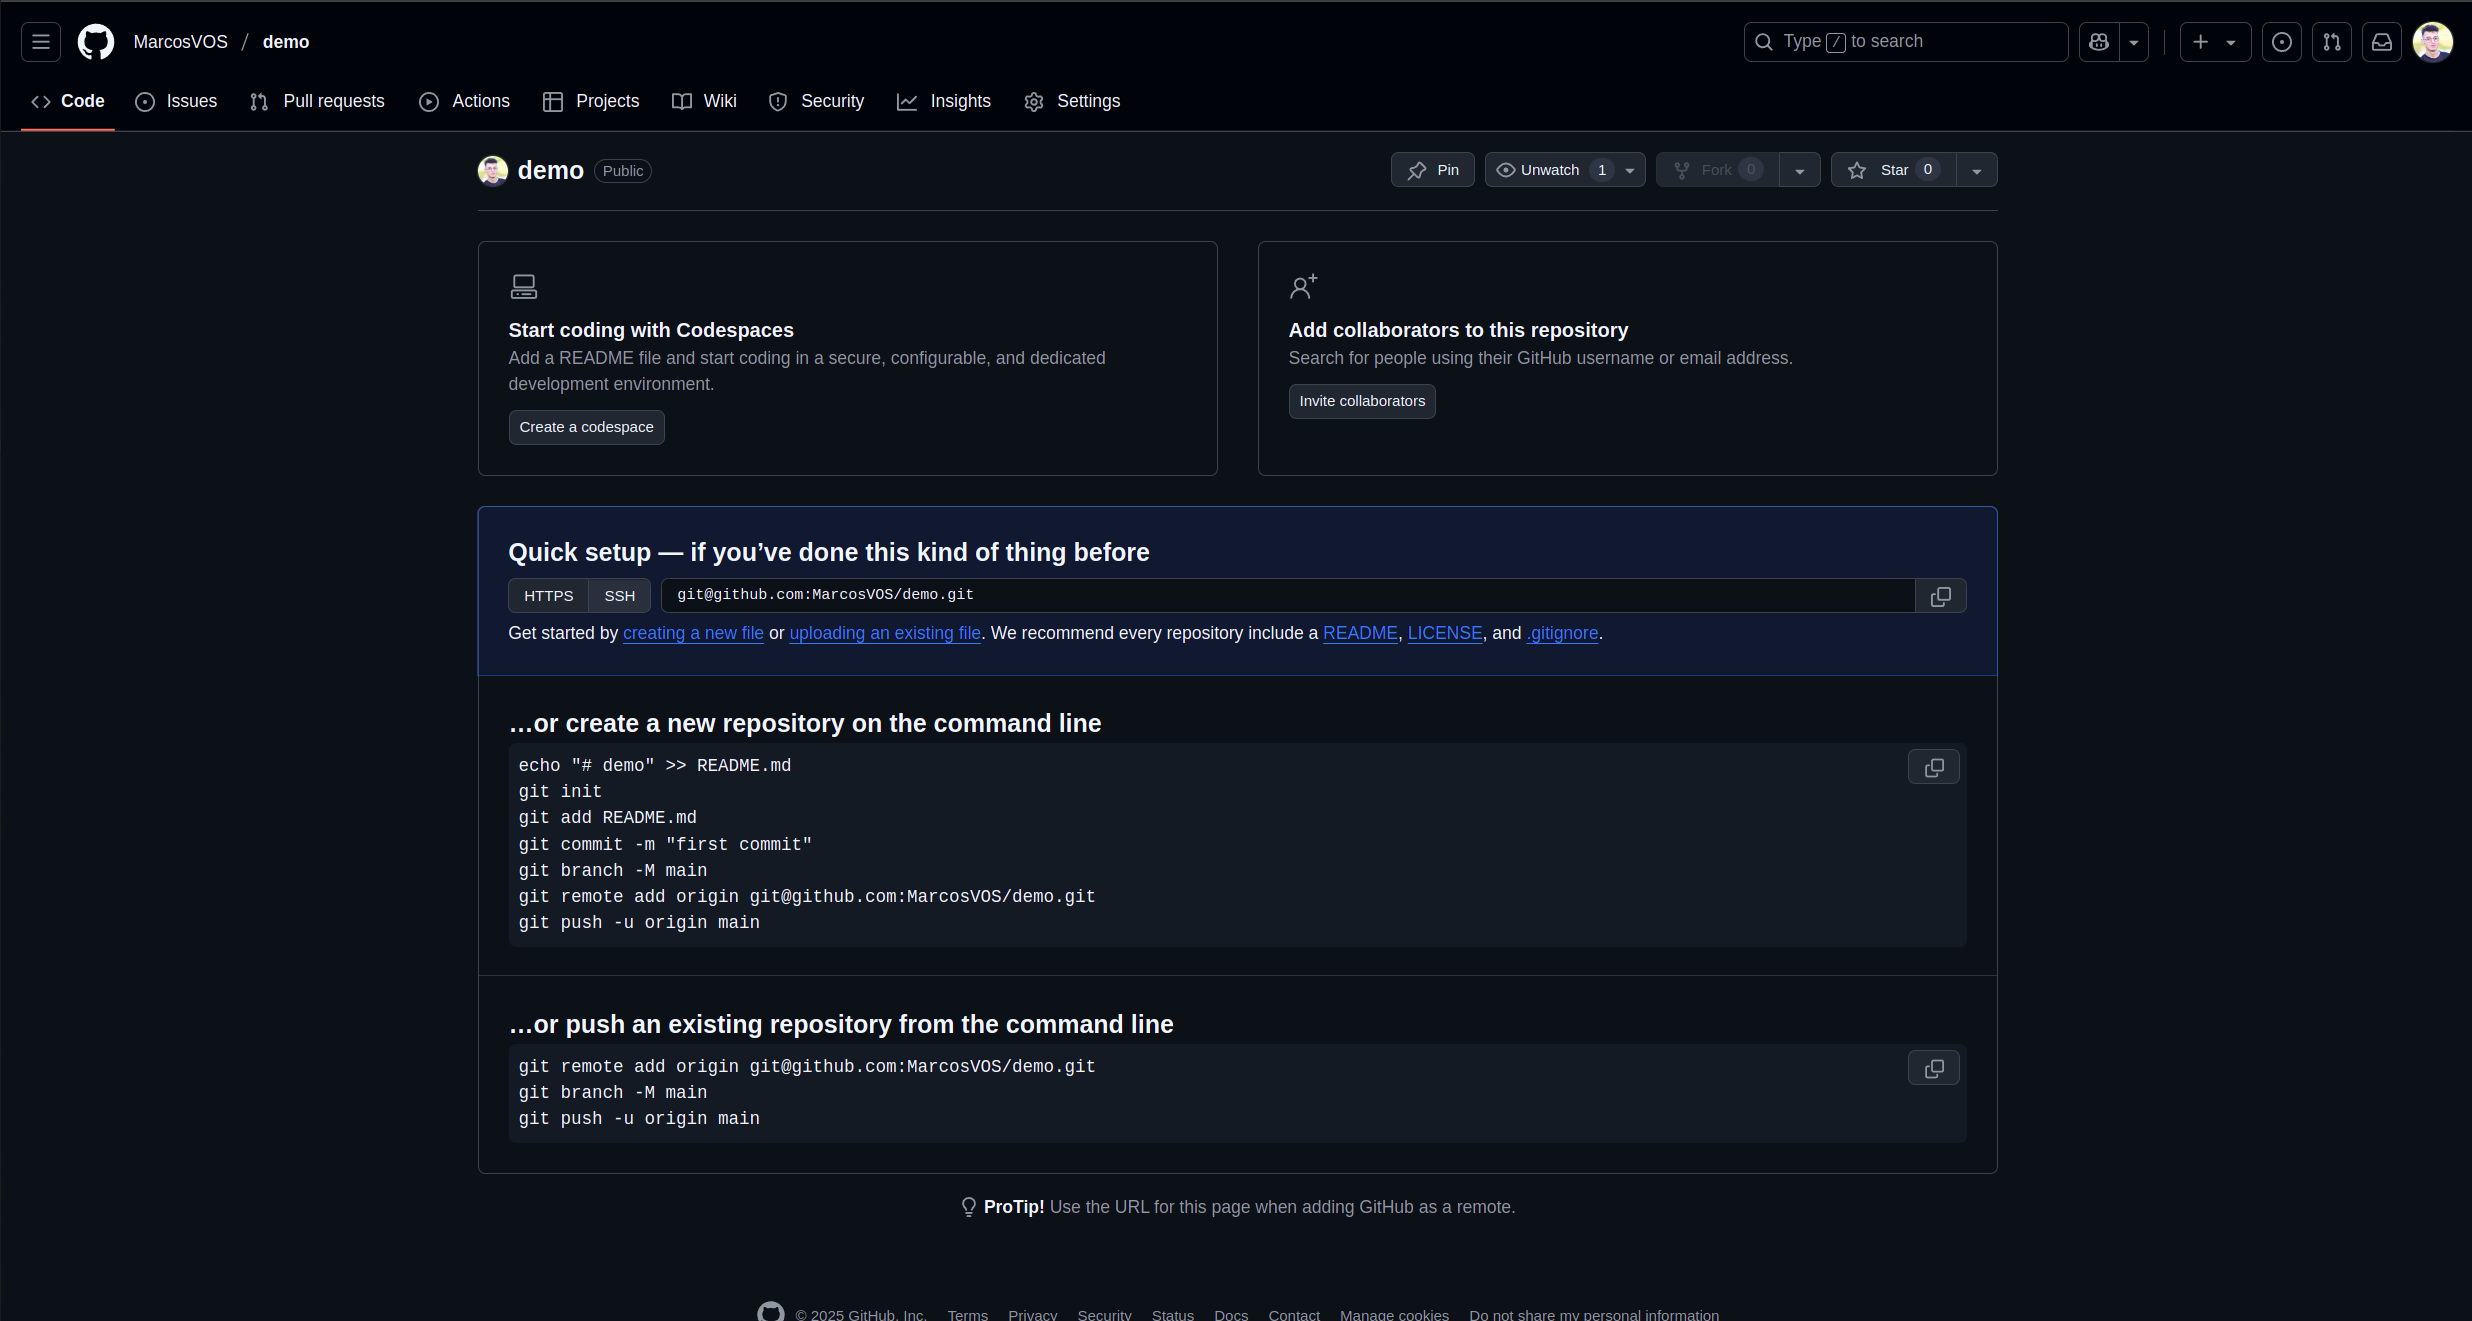 MarcosVOS / demo
Type / to search
Code Issues Pull requests Actions Projects Wiki Security Insights Settings
demo Public
Pin Unwatch 1 Fork 0 Star 0
Start coding with Codespaces
Add a README file and start coding in a secure, configurable, and dedicated
development environment.
Create a codespace
Add collaborators to this repository
Search for people using their GitHub username or email address.
Invite collaborators
Quick setup — if you’ve done this kind of thing before
HTTPS SSH git@github.com:MarcosVOS/demo.git
Get started by creating a new file or uploading an existing file. We recommend every repository include a README, LICENSE, and .gitignore.
…or create a new repository on the command line
echo "# demo" >> README.md
git init
git add README.md
git commit -m "first commit"
git branch -M main
git remote add origin git@github.com:MarcosVOS/demo.git
git push -u origin main
…or push an existing repository from the command line
git remote add origin git@github.com:MarcosVOS/demo.git
git branch -M main
git push -u origin main
ProTip! Use the URL for this page when adding GitHub as a remote.
© 2025 GitHub, Inc. Terms Privacy Security Status Docs Contact Manage cookies Do not share my personal information